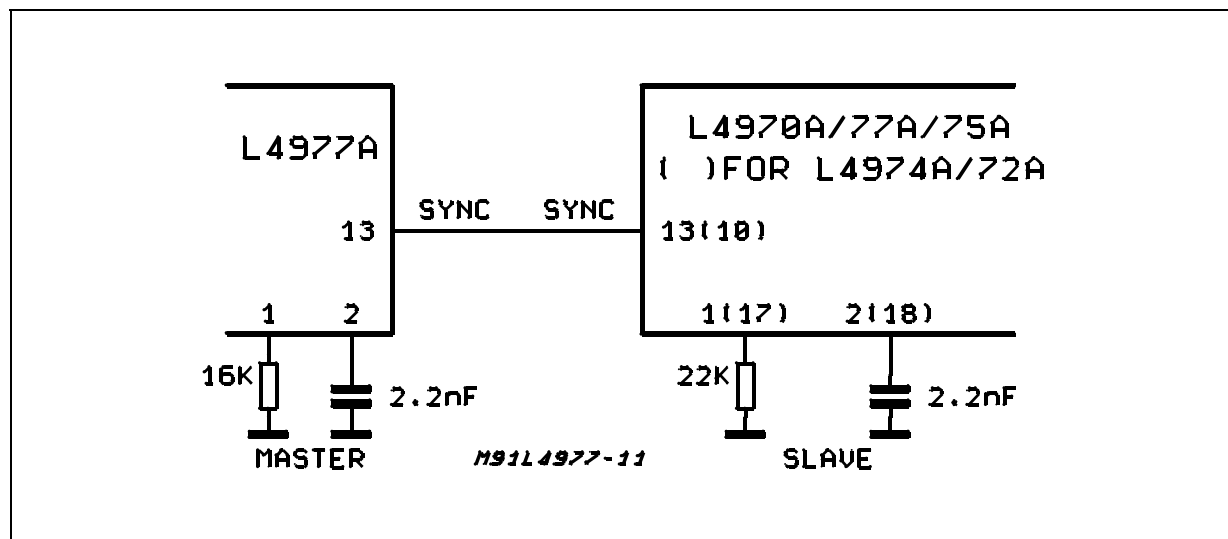 L4977A
L4970A/77A/75A
( )FOR L4974A/72A
SYNC SYNC
13
13(10)
1 2
1(17) 2(18)
16K
2.2nF
22K
2.2nF
MASTER
M91L4977-11
SLAVE